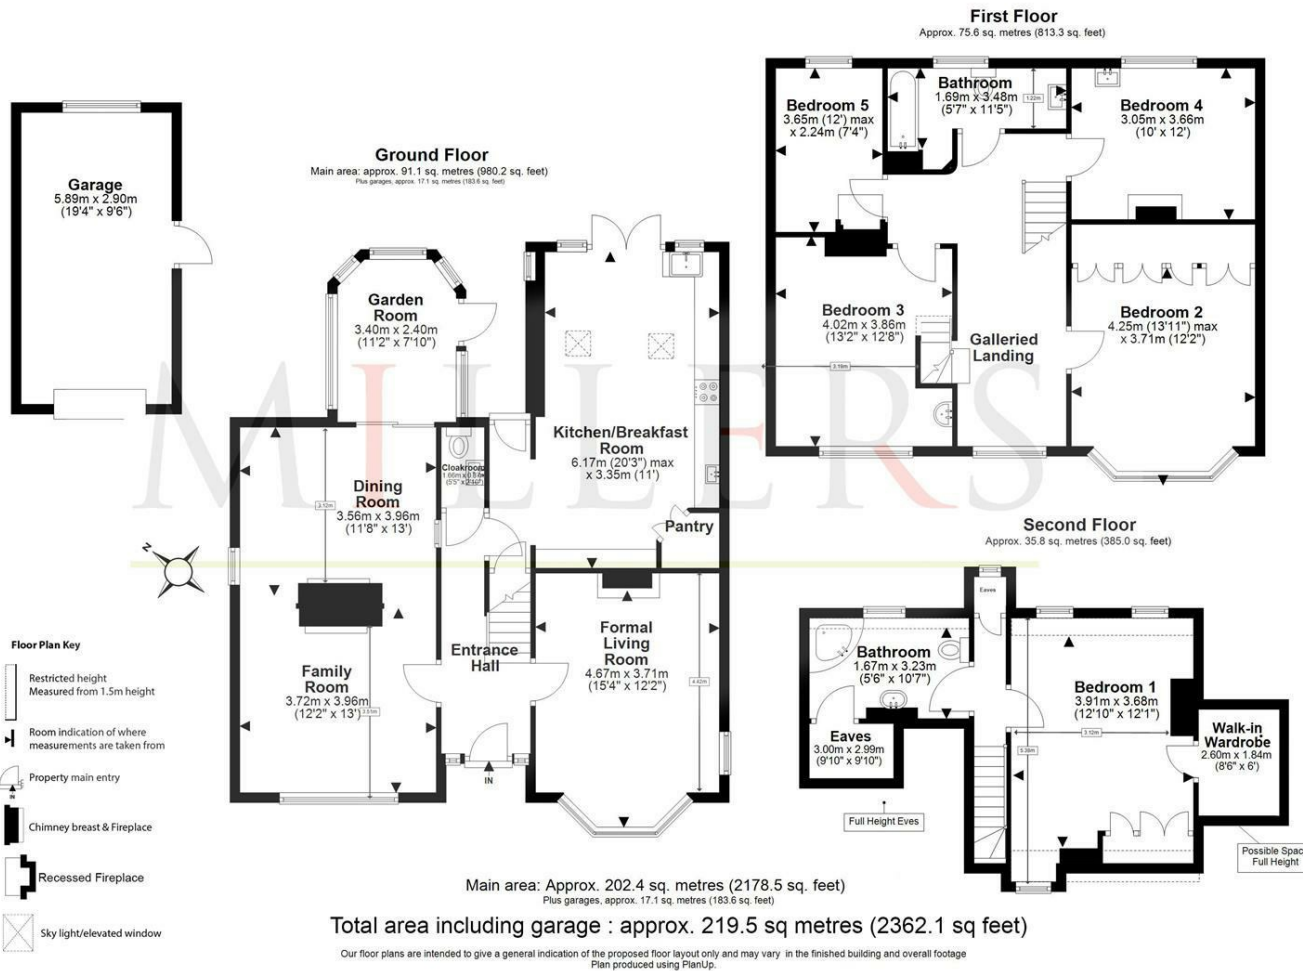 First Floor
Approx. 75.6 sq. metres (813.3 sq. feet)
Bedroom 5
3.65m (12') max
x 2.24m (7'4")
Bathroom
1.69m x 3.48m
(5'7" x 11'5")
1.22m
Bedroom 4
3.05m x 3.66m
(10' x 12')
Bedroom 3
4.02m x 3.86m
(13'2" x 12'8")
Galleried
Landing
Bedroom 2
4.25m (13'11") max
x 3.71m (12'2")
Ground Floor
Main area: approx. 91.1 sq. metres (980.2 sq. feet)
Plus garages, approx. 17.1 sq. metres (183.6 sq. feet)
Garage
5.89m x 2.90m
(19'4" x 9'6")
Garden
Room
3.40m x 2.40m
(11'2" x 7'10")
Kitchen/Breakfast
Room
6.17m (20'3") max
x 3.35m (11')
Cloakroom
Dining
Room
3.56m x 3.96m
(11'8" x 13')
3.12m
Pantry
MILLERS
N
Family
Room
3.72m x 3.96m
(12'2" x 13')
Entrance
Hall
IN
Formal
Living
Room
4.67m x 3.71m
(15'4" x 12'2")
Second Floor
Approx. 35.8 sq. metres (385.0 sq. feet)
Eaves
Bathroom
1.67m x 3.23m
(5'6" x 10'7")
Bedroom 1
3.91m x 3.68m
(12'10" x 12'1")
3.12m
Eaves
3.00m x 2.99m
(9'10" x 9'10")
Walk-in
Wardrobe
2.60m x 1.84m
(8'6" x 6')
Full Height Eves
Possible Spac
Full Height
Floor Plan Key
Restricted height
Measured from 1.5m height
Room indication of where
measurements are taken from
Property main entry
IN
Chimney breast & Fireplace
Recessed Fireplace
Sky light/elevated window
Main area: Approx. 202.4 sq. metres (2178.5 sq. feet)
Plus garages, approx. 17.1 sq. metres (183.6 sq. feet)
Total area including garage : approx. 219.5 sq metres (2362.1 sq feet)
Our floor plans are intended to give a general indication of the proposed floor layout only and may vary in the finished building and overall footage
Plan produced using PlanUp.